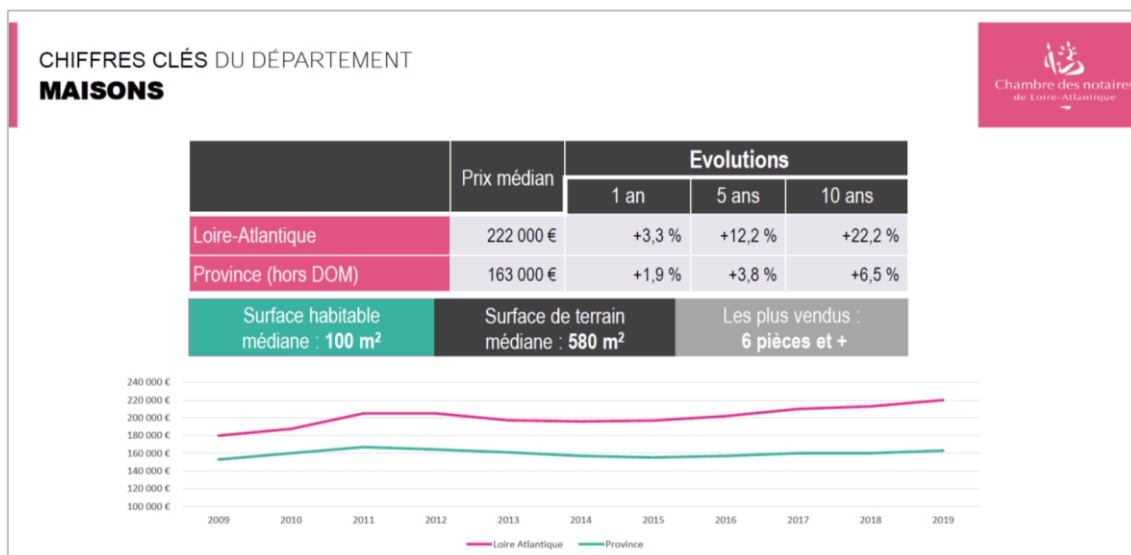 CHIFFRES CLÉS DU DÉPARTEMENT
MAISONS
Chambre des notaires
de Loire-Atlantique
Prix médian
Evolutions
1 an
5 ans
10 ans
Loire-Atlantique
222 000 €
+3,3 %
+12,2 %
+22,2 %
Province (hors DOM)
163 000 €
+1,9 %
+3,8 %
+6,5 %
Surface habitable
médiane : 100 m²
Surface de terrain
médiane : 580 m²
Les plus vendus :
6 pièces et +
240 000 €
220 000 €
200 000 €
180 000 €
160 000 €
140 000 €
120 000 €
100 000 €
2009 2010 2011 2012 2013 2014 2015 2016 2017 2018 2019
Loire Atlantique Province